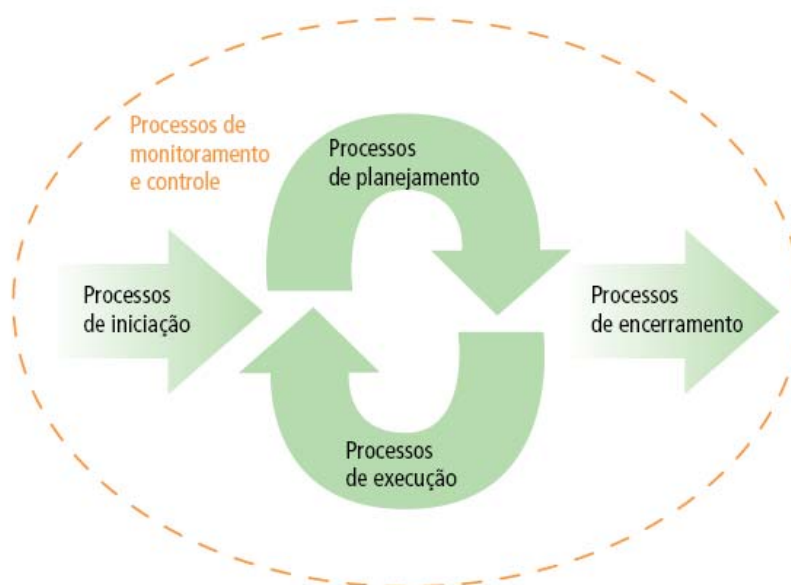 Processos de
monitoramento
e controle
Processos
de planejamento
Processos
de iniciação
Processos
de encerramento
Processos
de execução